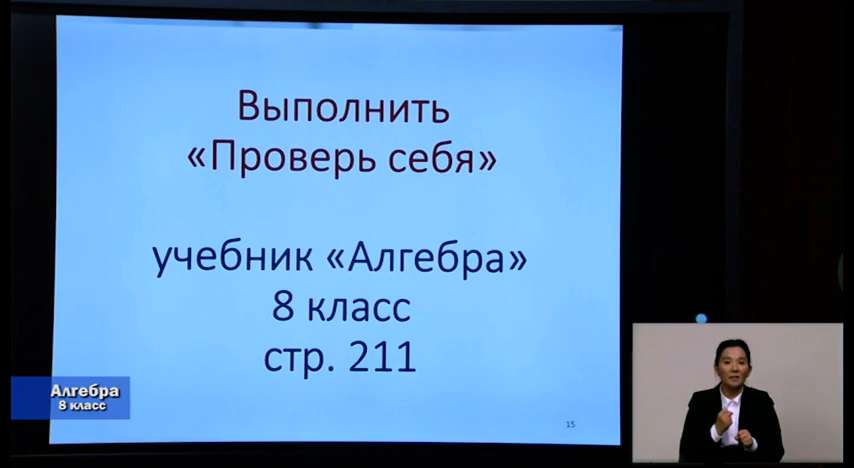 Выполнить
«Проверь себя»
учебник «Алгебра»
8 класс
стр. 211
15
Алгебра
8 класс